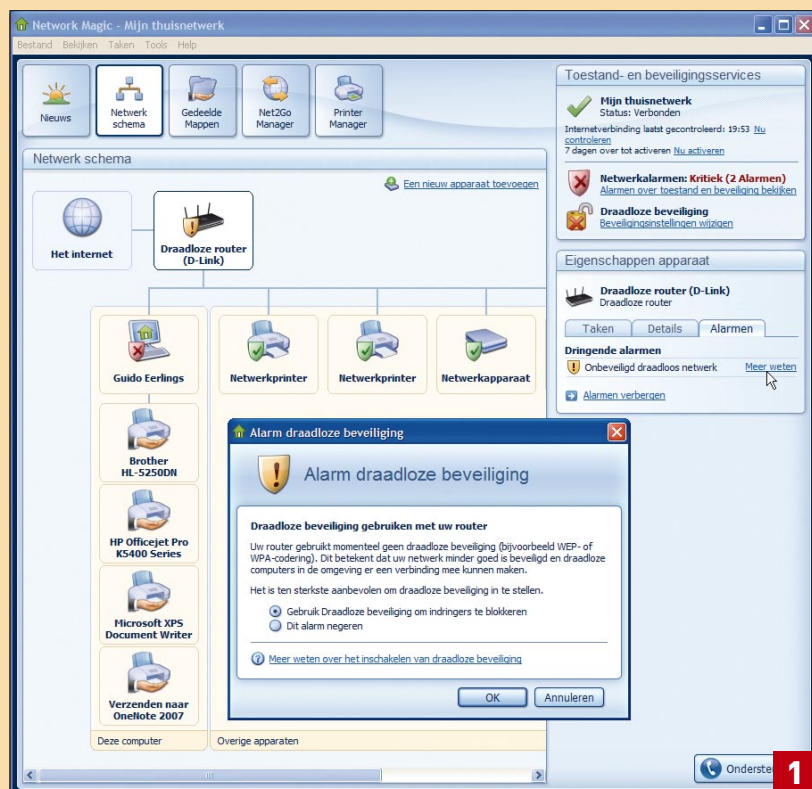 Network Magic - Mijn thuisnetwerk
Bestand Bekijken Taken Tools Help
Nieuws
Netwerk
schema
Gedeelde
Mappen
Net2Go
Manager
Printer
Manager
Netwerk schema
Een nieuw apparaat toevoegen
Het internet
Draadloze router
(D-Link)
Guido Eerlings
Netwerkprinter
Netwerkprinter
Netwerkapparaat
Brother
HL-5250DN
HP Officejet Pro
K5400 Series
Microsoft XPS
Document Writer
Verzenden naar
OneNote 2007
Deze computer
Overige apparaten
Toestand- en beveiligingsservices
Mijn thuisnetwerk
Status: Verbonden
Internetverbinding laatst gecontroleerd: 19:53 Nu
controleren
7 dagen over tot activeren Nu activeren
Netwerkalarmen: Kritiek (2 Alarmen)
Alarmen over toestand en beveiliging bekijken
Draadloze beveiliging
Beveiligingsinstellingen wijzigen
Eigenschappen apparaat
Draadloze router (D-Link)
Draadloze router
Taken Details Alarmen
Dringende alarmen
Onbeveiligd draadloos netwerk Meer weten
Alarmen verbergen
Alarm draadloze beveiliging
Alarm draadloze beveiliging
Draadloze beveiliging gebruiken met uw router
Uw router gebruikt momenteel geen draadloze beveiliging (bijvoorbeeld WEP- of
WPA-codering). Dit betekent dat uw netwerk minder goed is beveiligd en draadloze
computers in de omgeving er een verbinding mee kunnen maken.
Het is ten sterkste aanbevolen om draadloze beveiliging in te stellen.
Gebruik Draadloze beveiliging om indringers te blokkeren
Dit alarm negeren
Meer weten over het inschakelen van draadloze beveiliging
OK Annuleren
Onderste
1